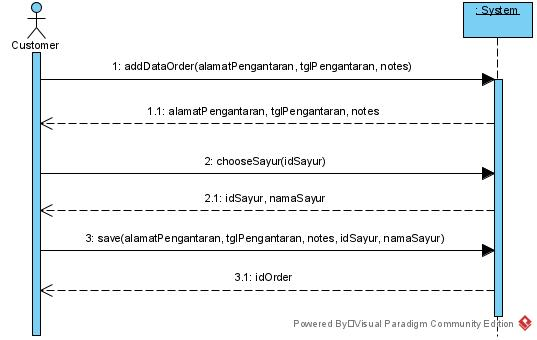 : System
Customer
1: addDataOrder(alamatPengantaran, tglPengantaran, notes)
1.1: alamatPengantaran, tglPengantaran, notes
2: chooseSayur(idSayur)
2.1: idSayur, namaSayur
3: save(alamatPengantaran, tglPengantaran, notes, idSayur, namaSayur)
3.1: idOrder
Powered By□Visual Paradigm Community Edition